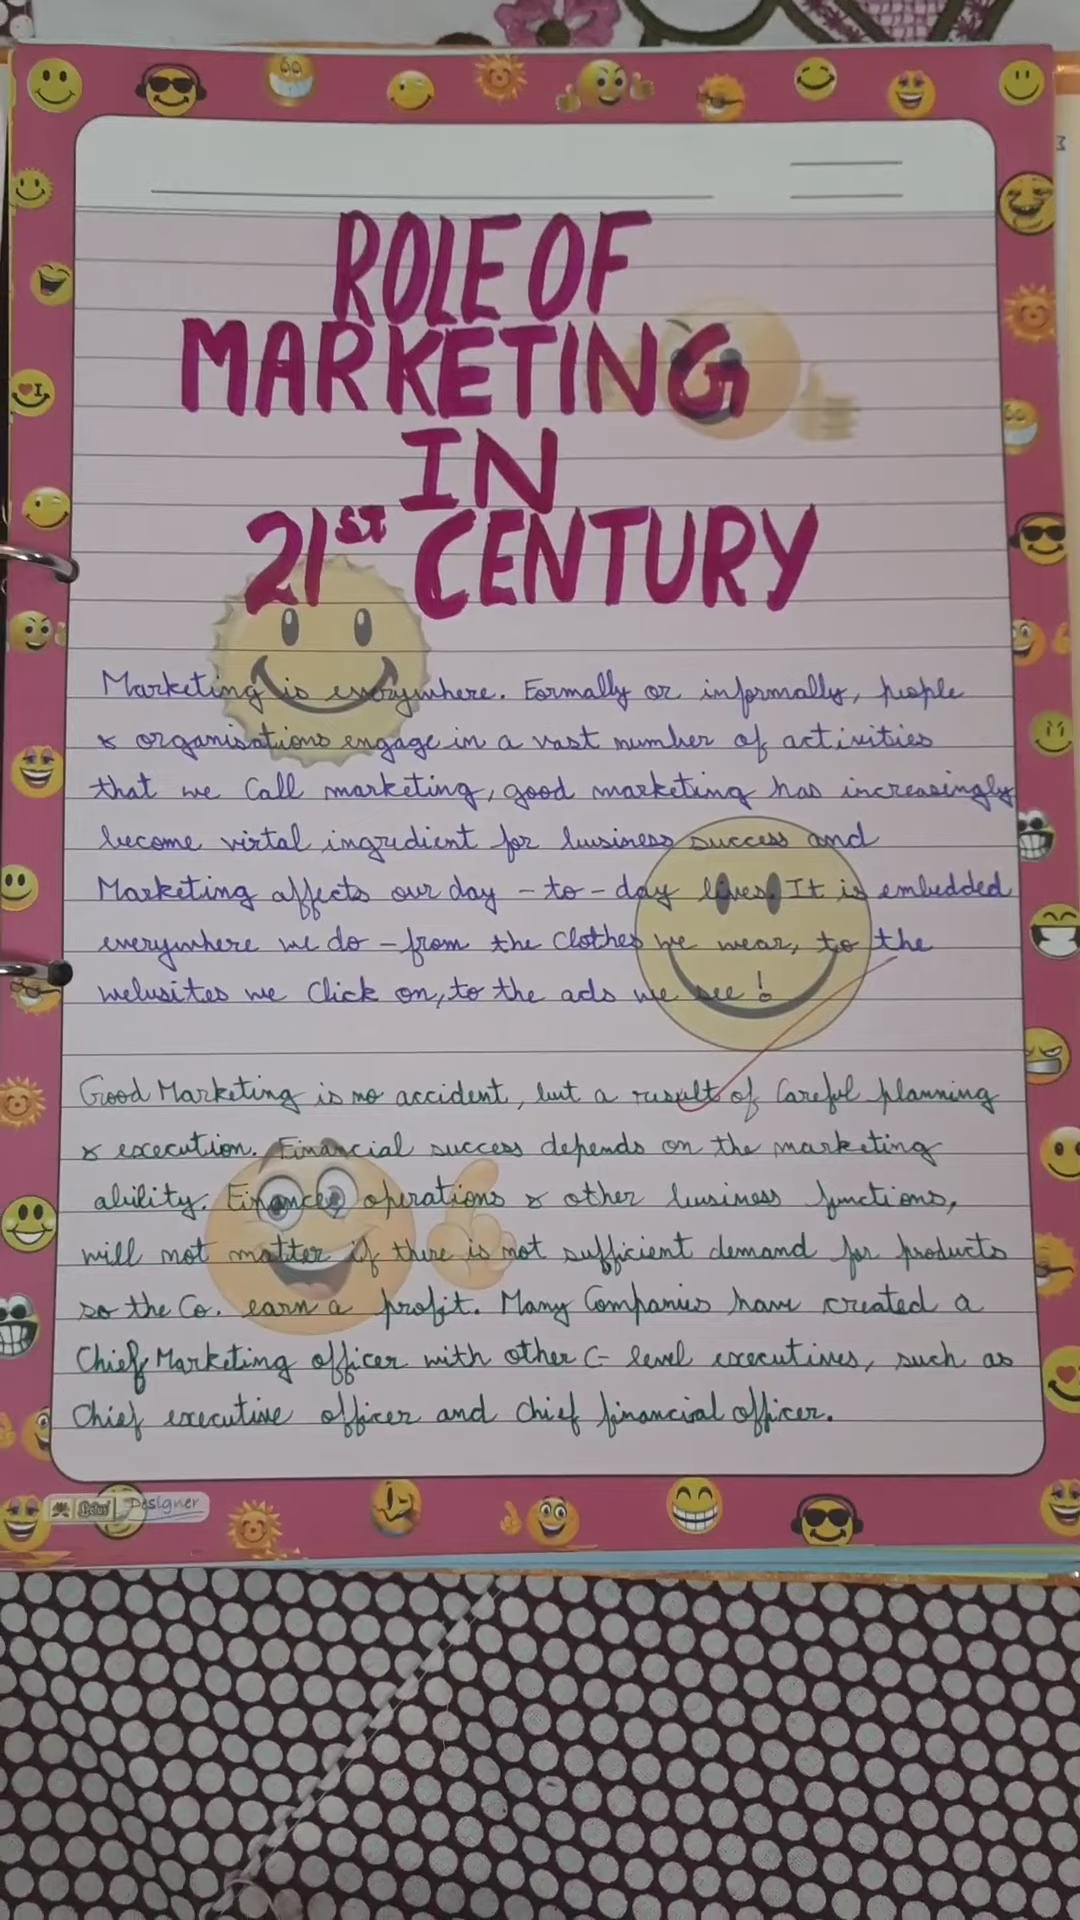 ROLE OF
MARKETING
IN
21ST CENTURY
Marketing is everywhere. Formally or informally, people
& organisations engage in a vast number of activities
that we Call marketing, good marketing has increasingly
become virtal ingredient for business success and
Marketing affects our day - to - day lives. It is embedded
everywhere we do - from the clothes we wear, to the
websites we Click on, to the ads we see!
Good Marketing is no accident, but a result of Careful planning
& execution. Financial success depends on the marketing
ability. Finance, operations & other business functions,
will not matter if there is not sufficient demand for products
so the Co. earn a profit. Many Companies have created a
Chief Marketing officer with other C- level executives, such as
Chief executive officer and chief financial officer.
Lotus Designer